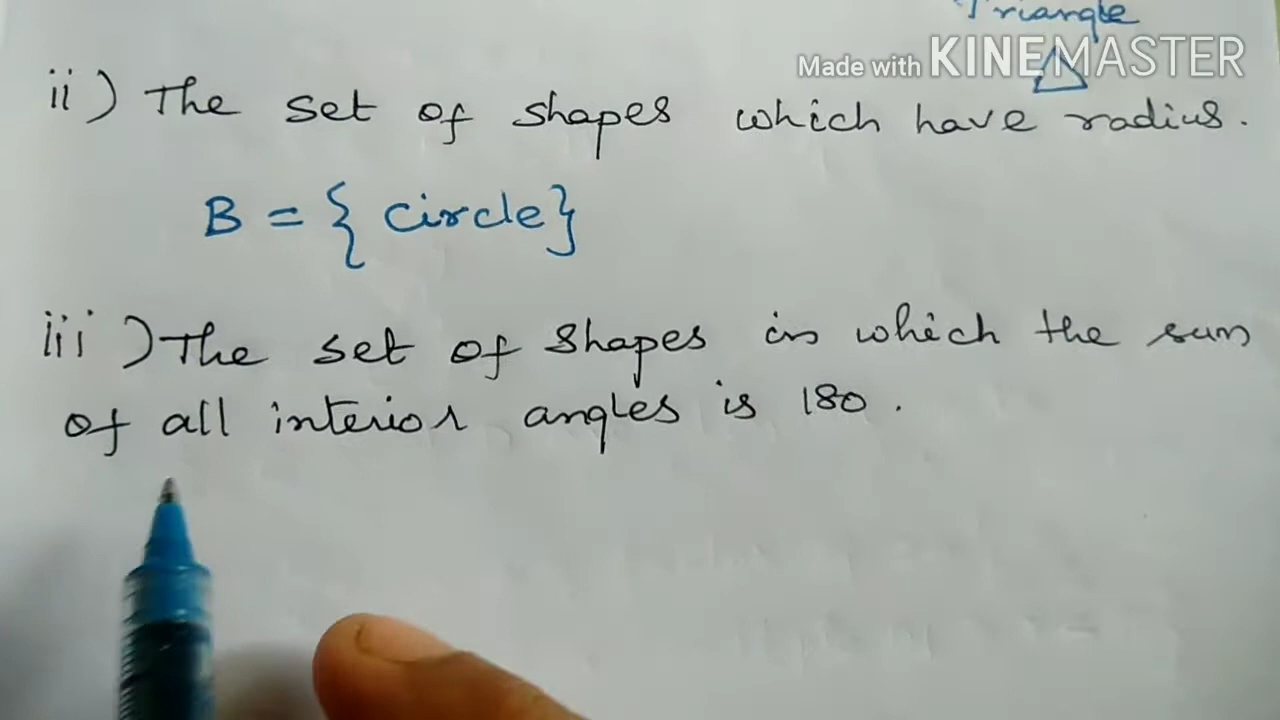 Triangle
Made with KINEMASTER
ii) The set of shapes which have radius.
B = { circle}
iii) The set of shapes in which the sum
of all interior angles is 180.